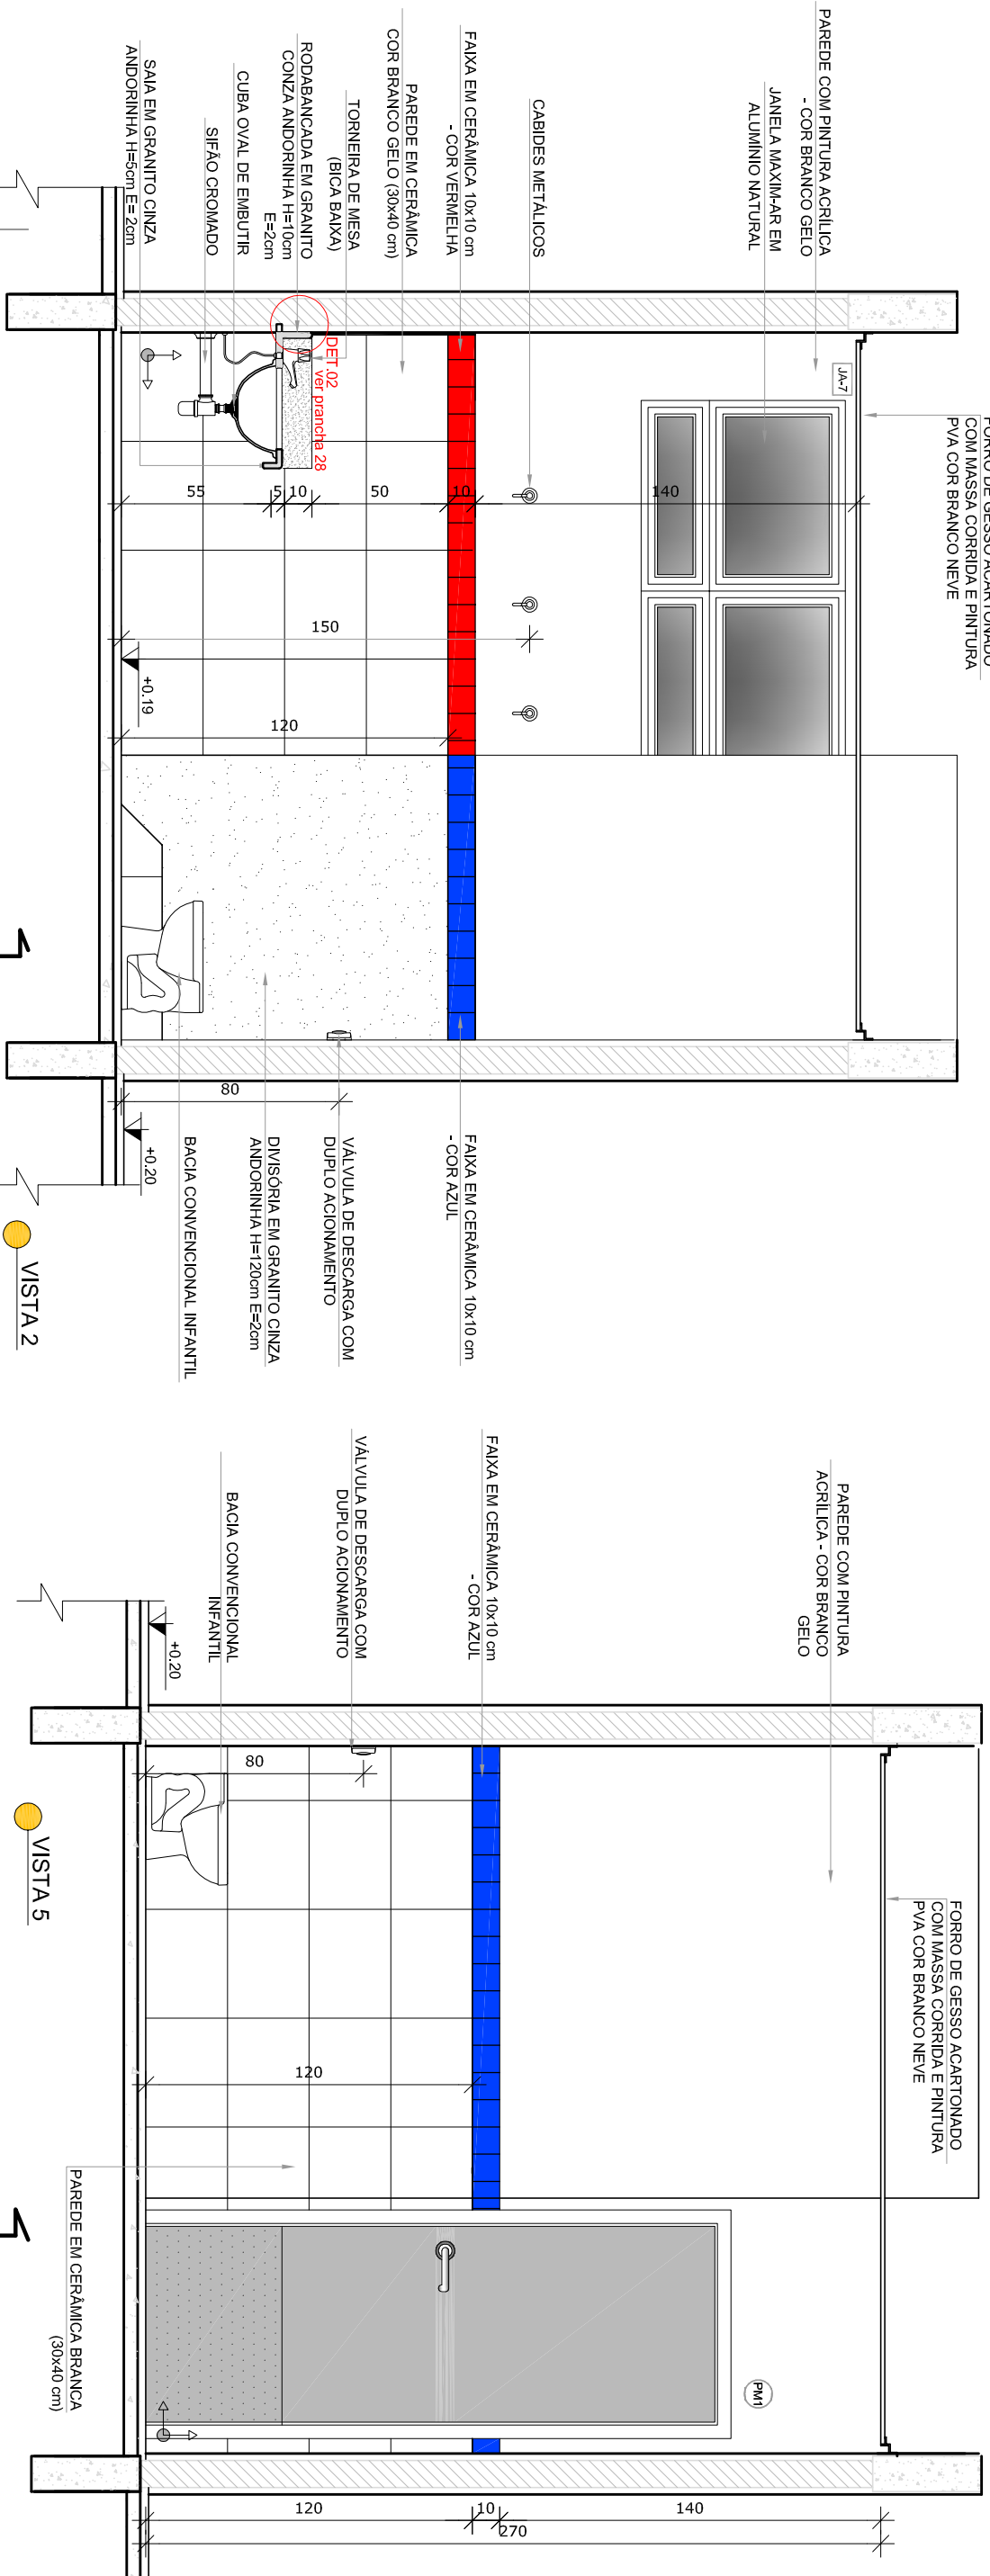 PAREDE COM PINTURA ACRÍLICA
- COR BRANCO GELO
JANELA MAXIM-AR EM
ALUMÍNIO NATURAL
CABIDES METÁLICOS
FAIXA EM CERÂMICA 10x10 cm
- COR VERMELHA
PAREDE EM CERÂMICA
COR BRANCO GELO (30x40 cm)
TORNEIRA DE MESA
(BICA BAIXA)
RODABANCADA EM GRANITO
CONZA ANDORINHA H=10cm
E=2cm
CUBA OVAL DE EMBUTIR
SIFÃO CROMADO
SAIA EM GRANITO CINZA
ANDORINHA H=5cm E= 2cm
FORRO DE GESSO ACARTONADO
COM MASSA CORRIDA E PINTURA
PVA COR BRANCO NEVE
JA-7
DET.02
ver prancha 28
140
10
50
10
5
55
150
+0.19
120
80
+0.20
FAIXA EM CERÂMICA 10x10 cm
- COR AZUL
VÁLVULA DE DESCARGA COM
DUPLO ACIONAMENTO
DIVISÓRIA EM GRANITO CINZA
ANDORINHA H=120cm E=2cm
BACIA CONVENCIONAL INFANTIL
VISTA 2
PAREDE COM PINTURA
ACRÍLICA - COR BRANCO
GELO
FAIXA EM CERÂMICA 10x10 cm
- COR AZUL
VÁLVULA DE DESCARGA COM
DUPLO ACIONAMENTO
BACIA CONVENCIONAL
INFANTIL
+0.20
80
FORRO DE GESSO ACARTONADO
COM MASSA CORRIDA E PINTURA
PVA COR BRANCO NEVE
120
PAREDE EM CERÂMICA BRANCA
(30x40 cm)
PM1
140
10
120
270
VISTA 5